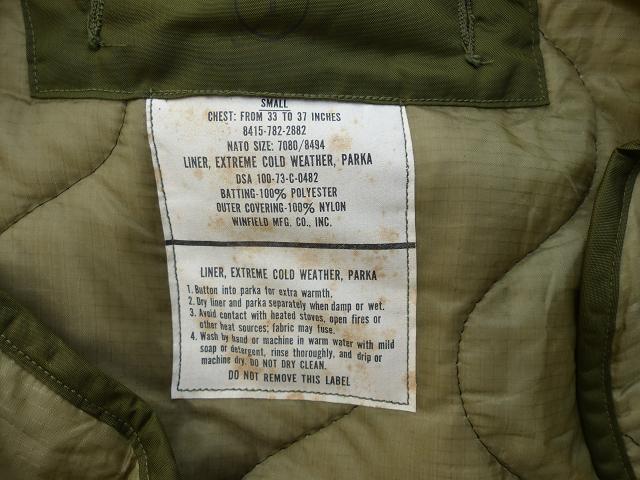 SMALL
CHEST: FROM 33 TO 37 INCHES
8415-782-2882
NATO SIZE: 7080/8494
LINER, EXTREME COLD WEATHER, PARKA
DSA 100-73-C-0482
BATTING-100% POLYESTER
OUTER COVERING-100% NYLON
WINFIELD MFG. CO., INC.
LINER, EXTREME COLD WEATHER, PARKA
1. Button into parka for extra warmth.
2. Dry liner and parka separately when damp or wet.
3. Avoid contact with heated stoves, open fires or
other heat sources; fabric may fuse.
4. Wash by hand or machine in warm water with mild
soap or detergent, rinse thoroughly, and drip or
machine dry. DO NOT DRY CLEAN.
DO NOT REMOVE THIS LABEL